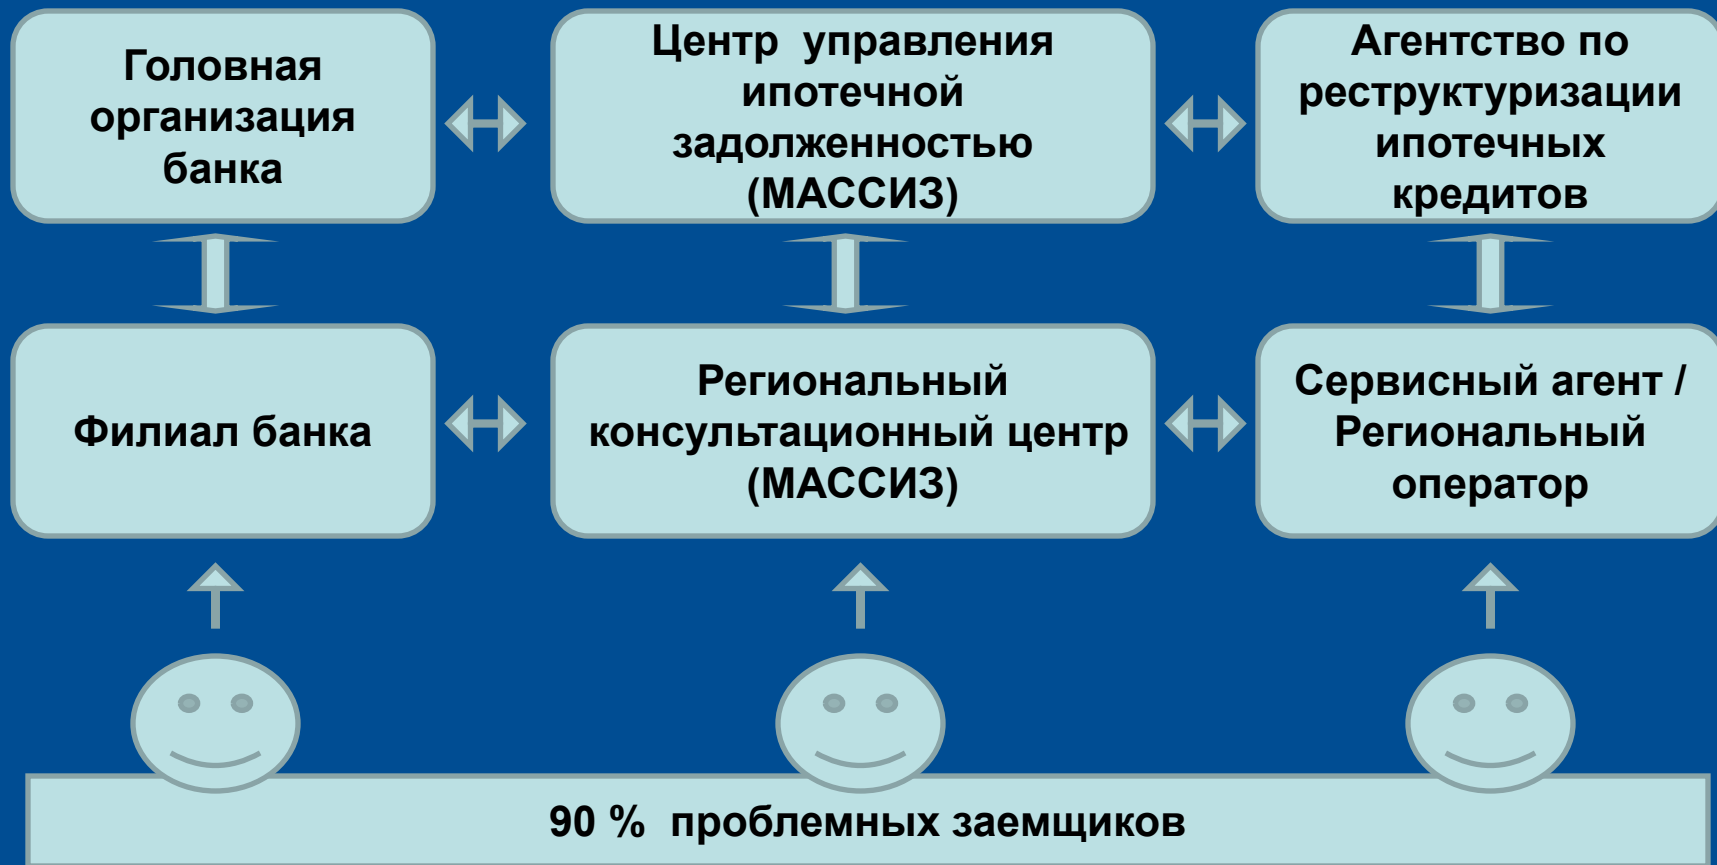 Головная
организация
банка
Центр управления
ипотечной
задолженностью
(МАССИЗ)
Агентство по
реструктуризации
ипотечных
кредитов
Филиал банка
Региональный
консультационный центр
(МАССИЗ)
Сервисный агент /
Региональный
оператор
90 % проблемных заемщиков